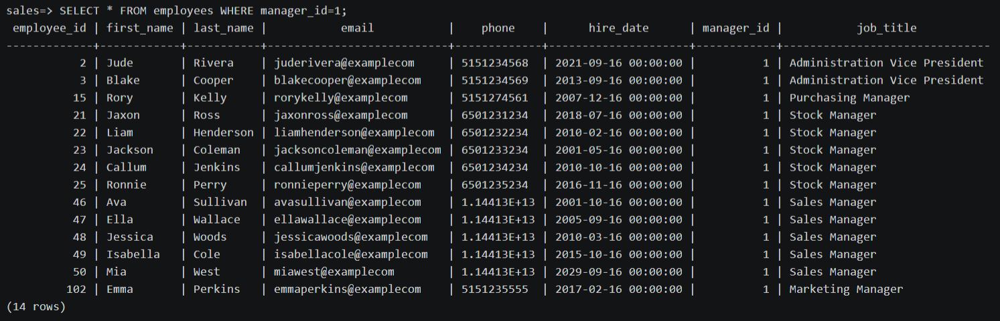 sales=> SELECT * FROM employees WHERE manager_id=1;
 employee_id | first_name | last_name |           email           |    phone    |      hire_date      | manager_id |           job_title
-------------+------------+-----------+---------------------------+-------------+---------------------+------------+-------------------------------
           2 | Jude       | Rivera    | juderivera@examplecom     | 5151234568  | 2021-09-16 00:00:00 |          1 | Administration Vice President
           3 | Blake      | Cooper    | blakecooper@examplecom    | 5151234569  | 2013-09-16 00:00:00 |          1 | Administration Vice President
          15 | Rory       | Kelly     | rorykelly@examplecom      | 5151274561  | 2007-12-16 00:00:00 |          1 | Purchasing Manager
          21 | Jaxon      | Ross      | jaxonross@examplecom      | 6501231234  | 2018-07-16 00:00:00 |          1 | Stock Manager
          22 | Liam       | Henderson | liamhenderson@examplecom  | 6501232234  | 2010-02-16 00:00:00 |          1 | Stock Manager
          23 | Jackson    | Coleman   | jacksoncoleman@examplecom | 6501233234  | 2001-05-16 00:00:00 |          1 | Stock Manager
          24 | Callum     | Jenkins   | callumjenkins@examplecom  | 6501234234  | 2010-10-16 00:00:00 |          1 | Stock Manager
          25 | Ronnie     | Perry     | ronnieperry@examplecom    | 6501235234  | 2016-11-16 00:00:00 |          1 | Stock Manager
          46 | Ava        | Sullivan  | avasullivan@examplecom    | 1.14413E+13 | 2001-10-16 00:00:00 |          1 | Sales Manager
          47 | Ella       | Wallace   | ellawallace@examplecom    | 1.14413E+13 | 2005-09-16 00:00:00 |          1 | Sales Manager
          48 | Jessica    | Woods     | jessicawoods@examplecom   | 1.14413E+13 | 2010-03-16 00:00:00 |          1 | Sales Manager
          49 | Isabella   | Cole      | isabellacole@examplecom   | 1.14413E+13 | 2015-10-16 00:00:00 |          1 | Sales Manager
          50 | Mia        | West      | miawest@examplecom        | 1.14413E+13 | 2029-09-16 00:00:00 |          1 | Sales Manager
         102 | Emma       | Perkins   | emmaperkins@examplecom    | 5151235555  | 2017-02-16 00:00:00 |          1 | Marketing Manager
(14 rows)